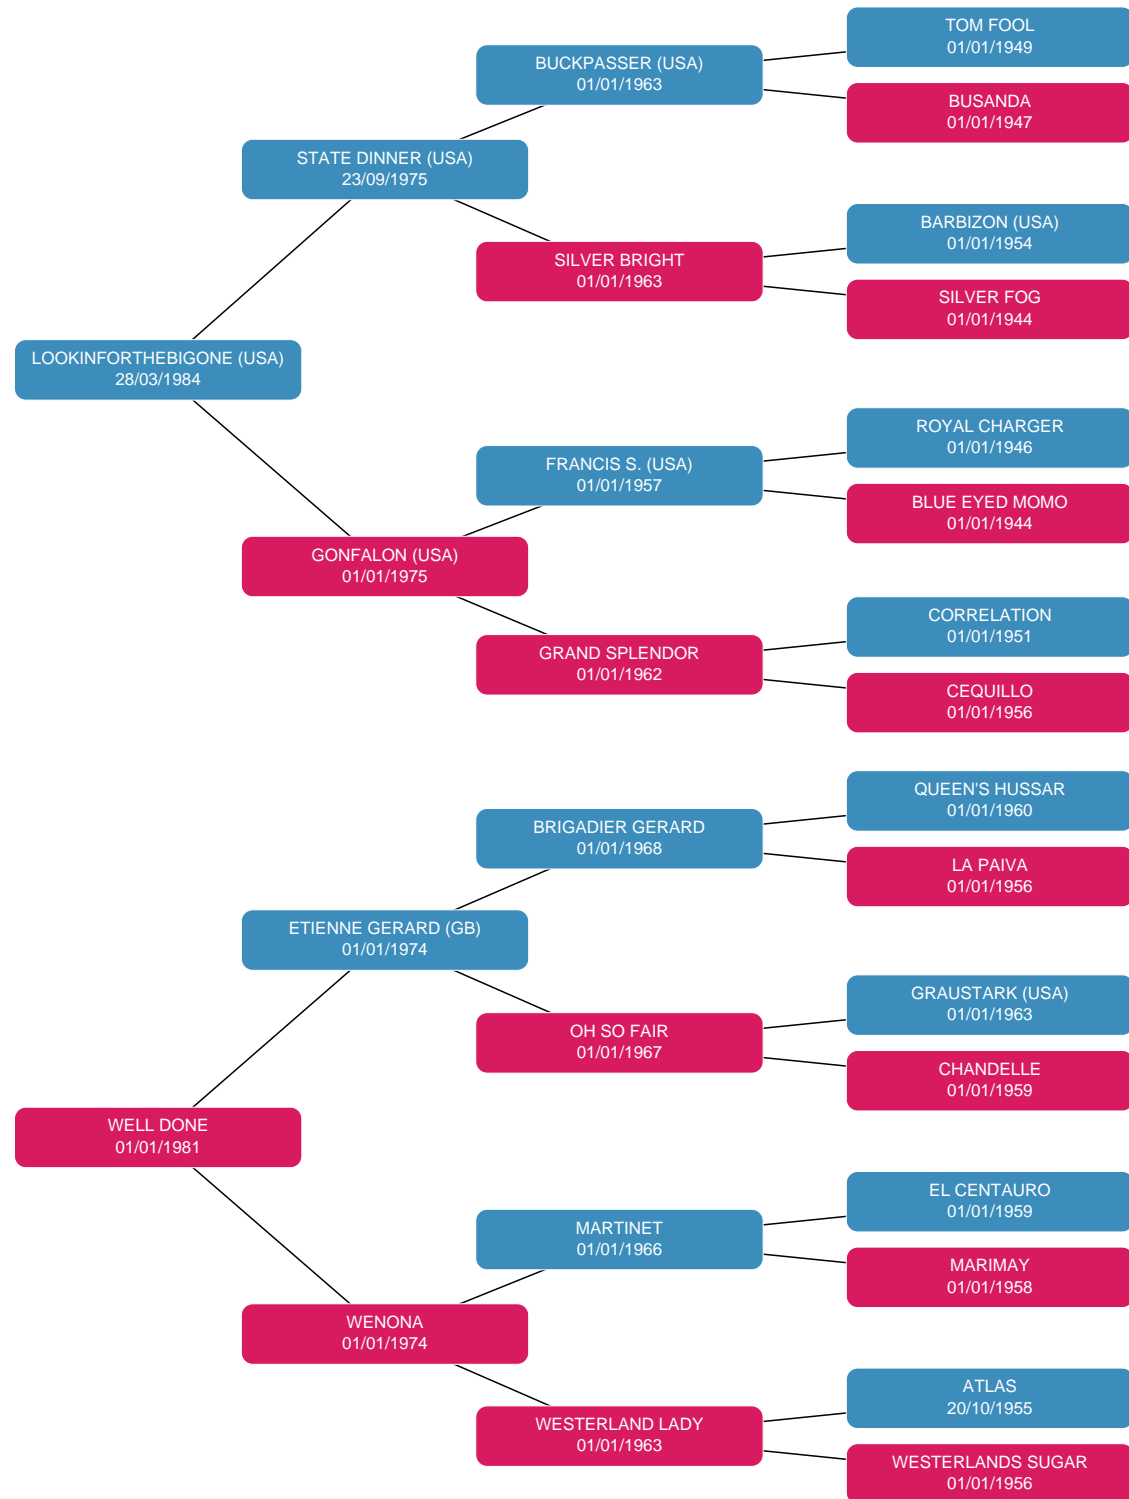 TOM FOOL
01/01/1949
BUCKPASSER (USA)
01/01/1963
BUSANDA
01/01/1947
STATE DINNER (USA)
23/09/1975
BARBIZON (USA)
01/01/1954
SILVER BRIGHT
01/01/1963
SILVER FOG
01/01/1944
LOOKINFORTHEBIGONE (USA)
28/03/1984
ROYAL CHARGER
01/01/1946
FRANCIS S. (USA)
01/01/1957
BLUE EYED MOMO
01/01/1944
GONFALON (USA)
01/01/1975
CORRELATION
01/01/1951
GRAND SPLENDOR
01/01/1962
CEQUILLO
01/01/1956
QUEEN'S HUSSAR
01/01/1960
BRIGADIER GERARD
01/01/1968
LA PAIVA
01/01/1956
ETIENNE GERARD (GB)
01/01/1974
GRAUSTARK (USA)
01/01/1963
OH SO FAIR
01/01/1967
CHANDELLE
01/01/1959
WELL DONE
01/01/1981
EL CENTAURO
01/01/1959
MARTINET
01/01/1966
MARIMAY
01/01/1958
WENONA
01/01/1974
ATLAS
20/10/1955
WESTERLAND LADY
01/01/1963
WESTERLANDS SUGAR
01/01/1956